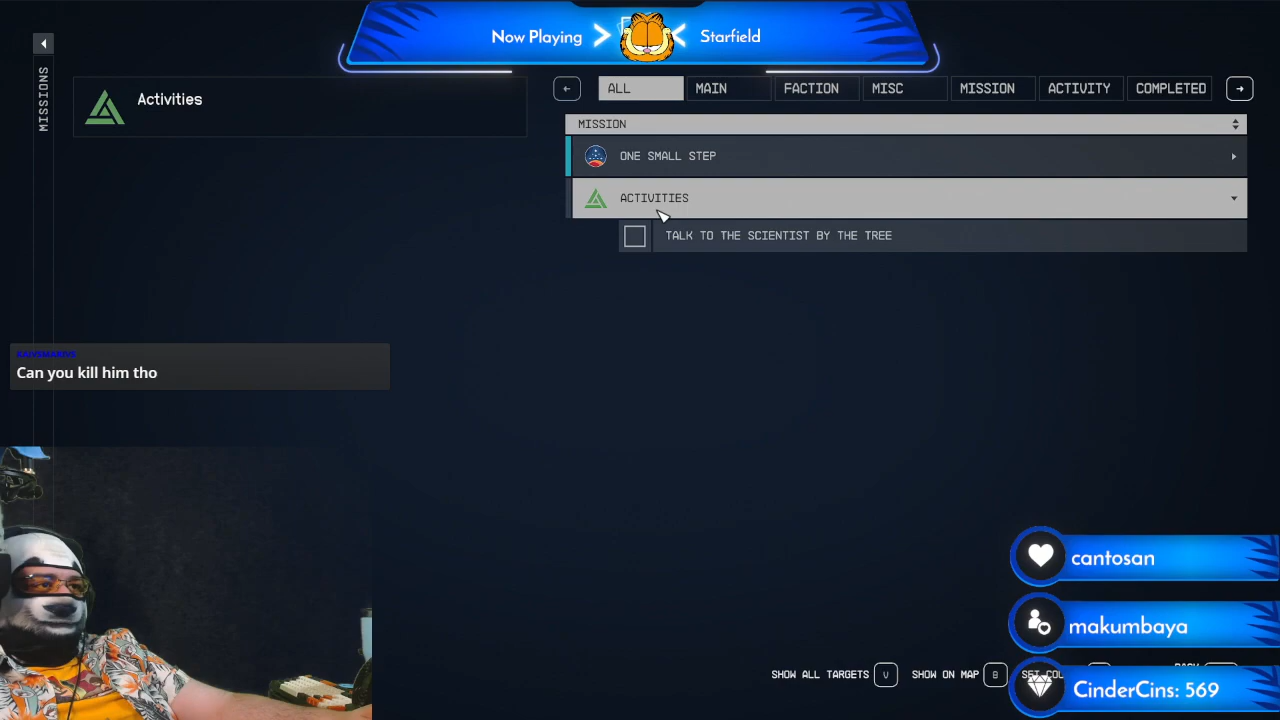 Now Playing
Starfield
MISSIONS
Activities
ALL
MAIN
FACTION
MISC
MISSION
ACTIVITY
COMPLETED
MISSION
ONE SMALL STEP
ACTIVITIES
TALK TO THE SCIENTIST BY THE TREE
KAIVSMAKIVS
Can you kill him tho
cantosan
makumbaya
SHOW ALL TARGETS V
SHOW ON MAP
CinderCins: 569